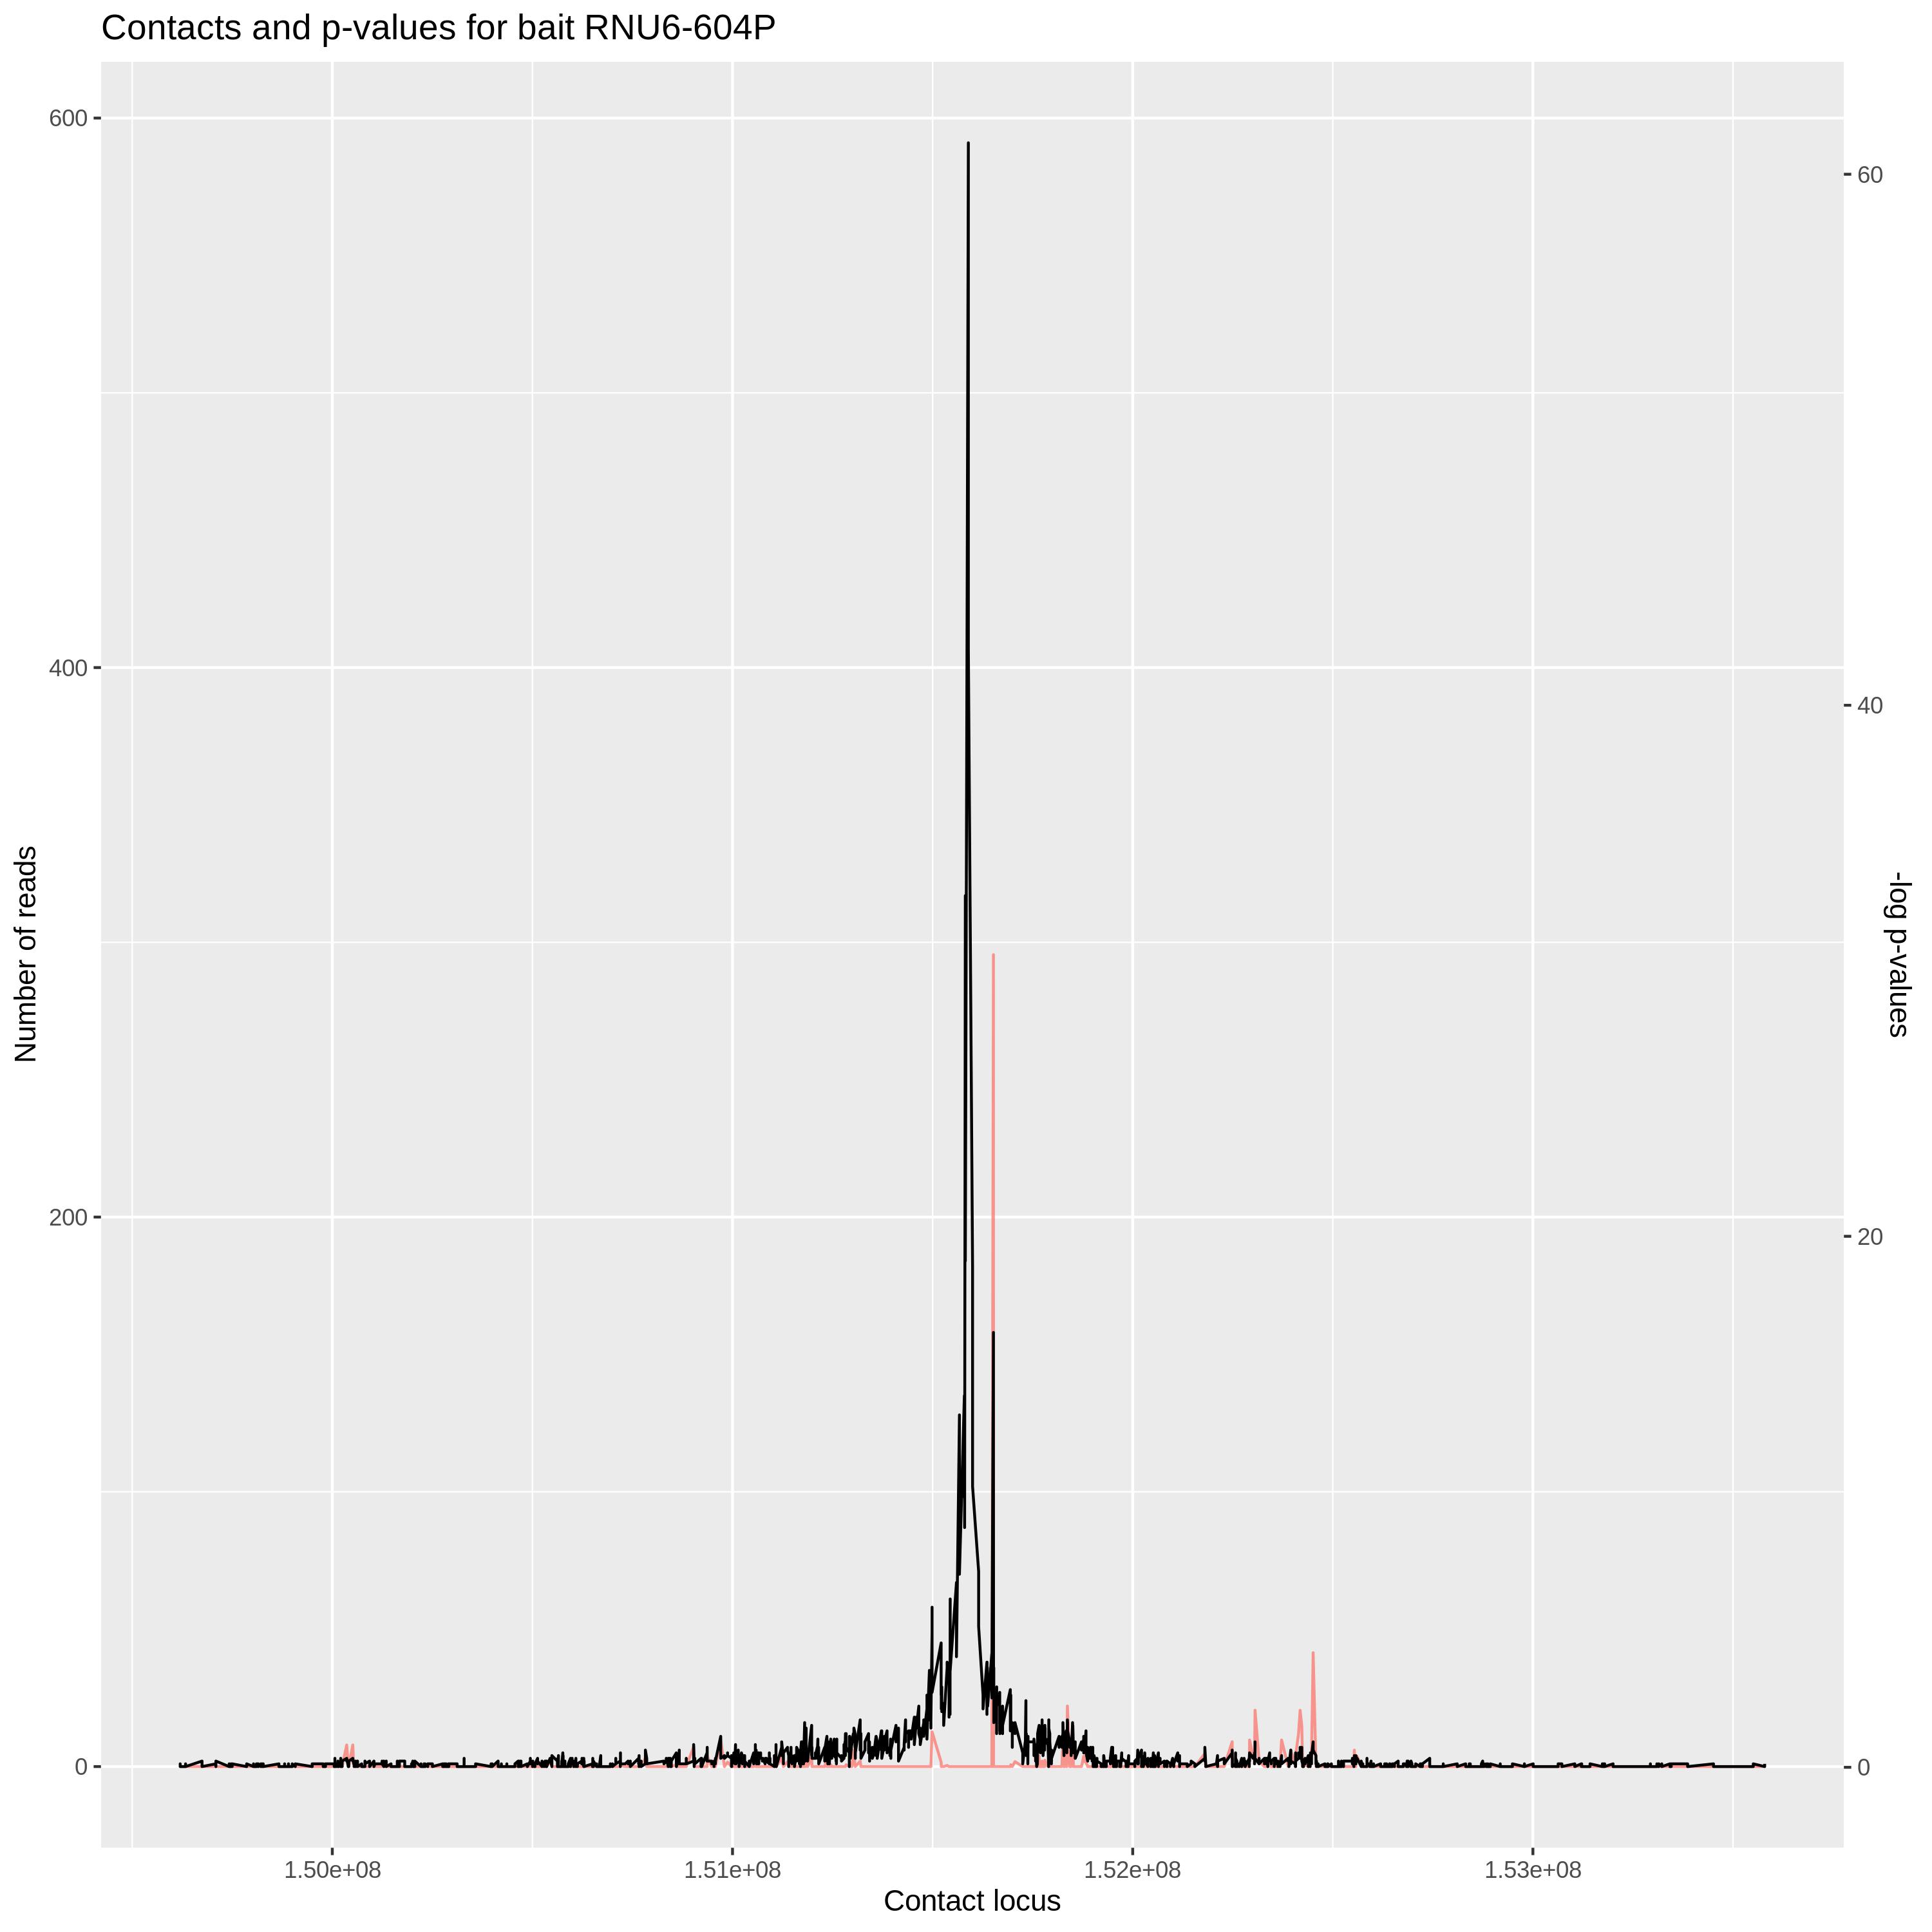 Contacts and p-values for bait RNU6-604P
600
400
200
0
60
40
20
0
Number of reads
-log p-values
1.50e+08
1.51e+08
1.52e+08
1.53e+08
Contact locus